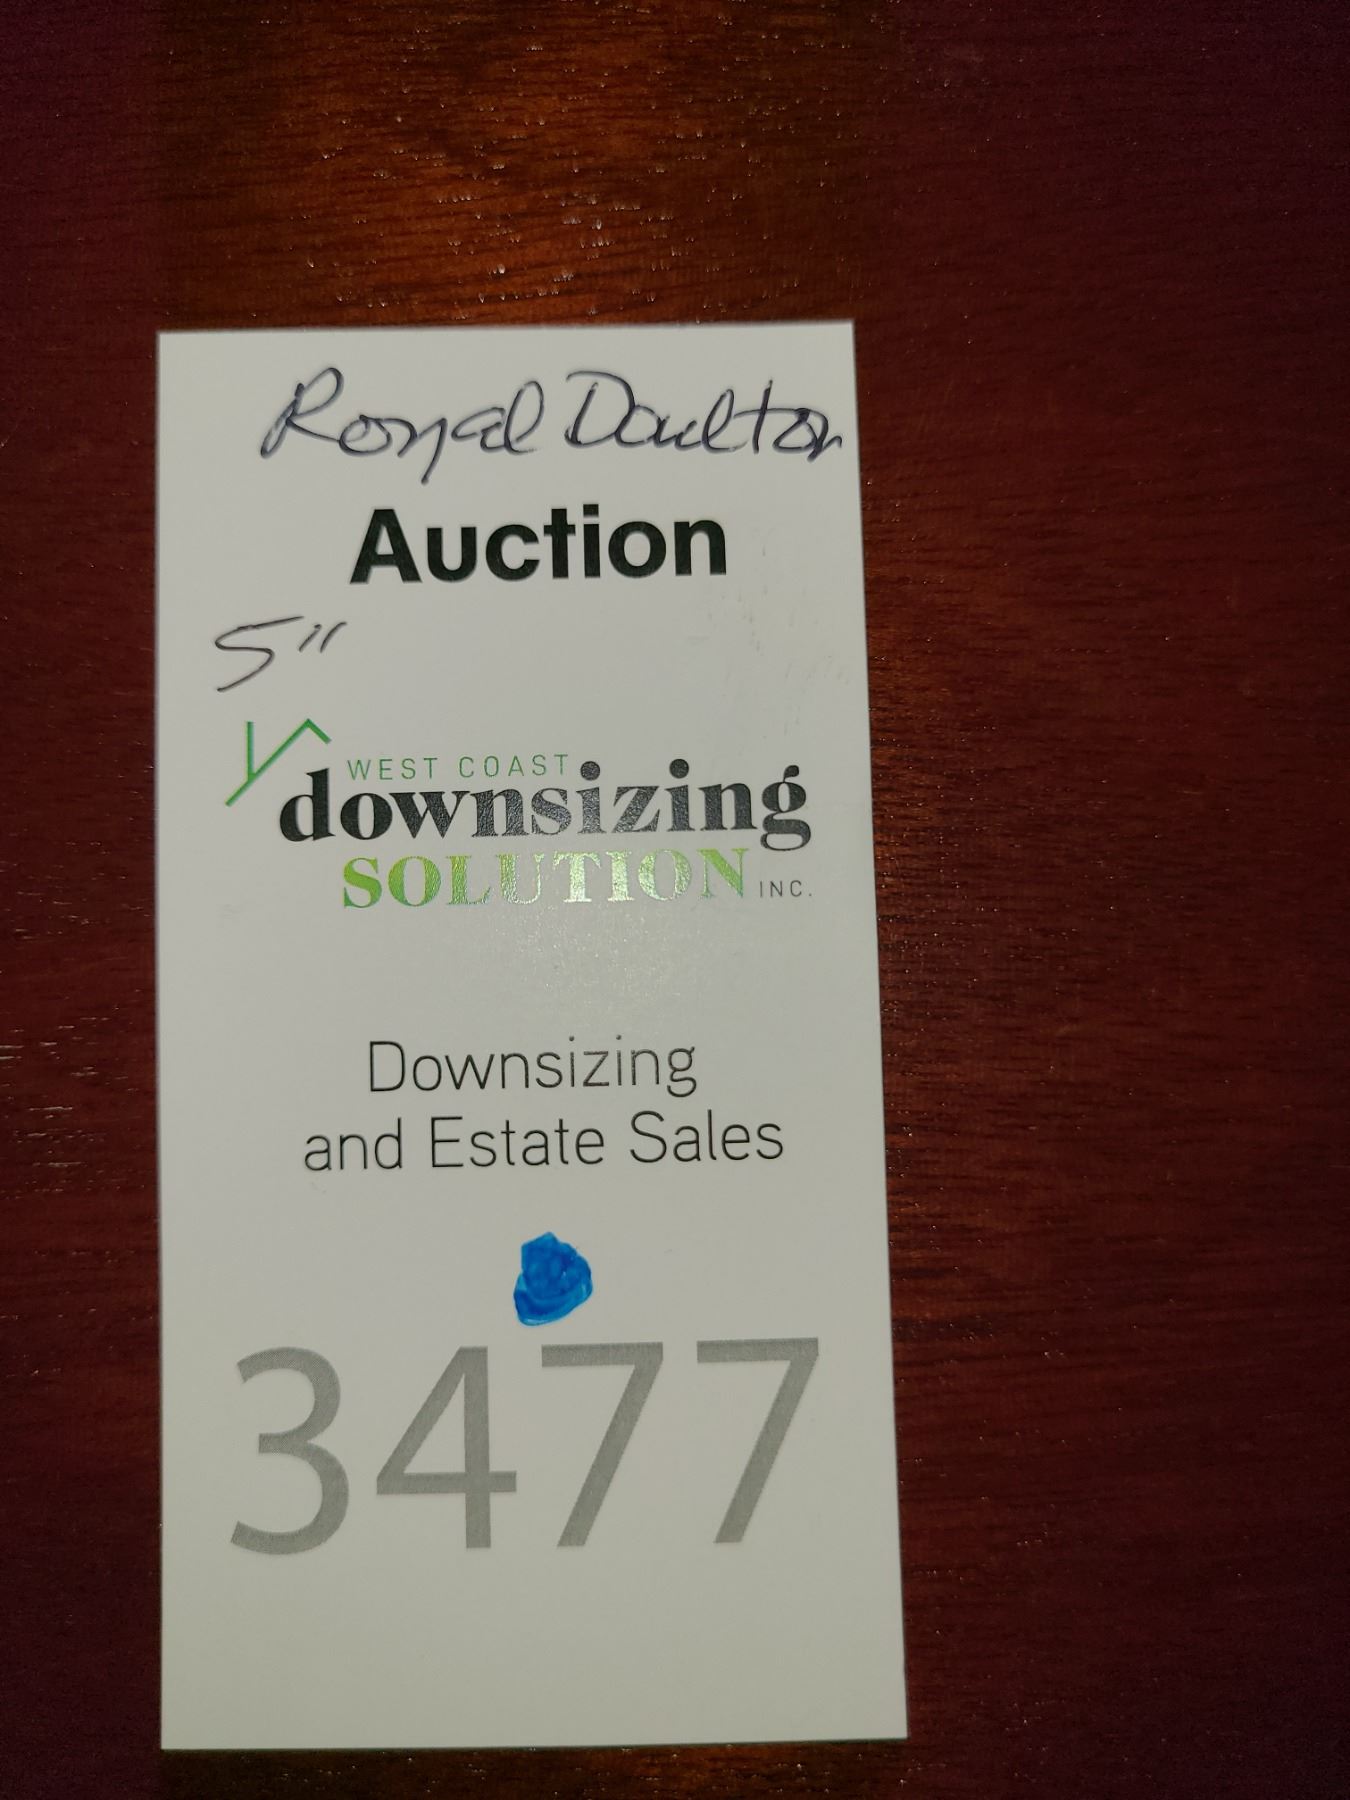 Royal Doulton
Auction
5"
WEST COAST
downsizing
SOLUTION INC.
Downsizing
and Estate Sales
3477